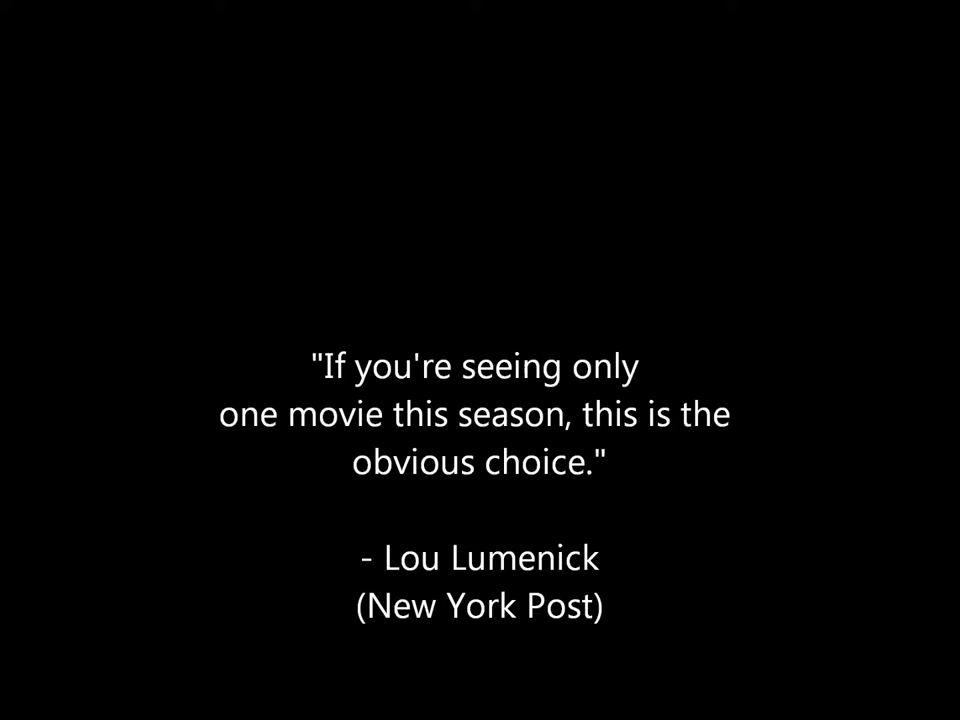 "If you're seeing only
one movie this season, this is the
obvious choice."
- Lou Lumenick
(New York Post)